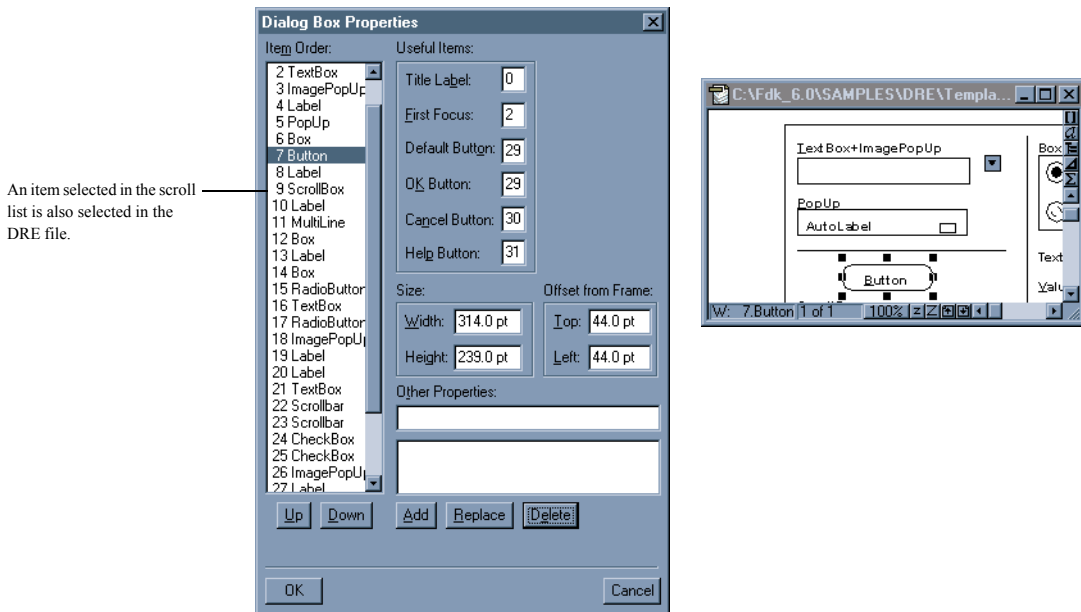 An item selected in the scroll
list is also selected in the
DRE file.
Dialog Box Properties
Item Order:
2 TextBox
3 ImagePopUp
4 Label
5 PopUp
6 Box
7 Button
8 Label
9 ScrollBox
10 Label
11 MultiLine
12 Box
13 Label
14 Box
15 RadioButton
16 TextBox
17 RadioButton
18 ImagePopU
19 Label
20 Label
21 TextBox
22 Scrollbar
23 Scrollbar
24 CheckBox
25 CheckBox
26 ImagePopU
27 Label
Up Down
Useful Items:
Title Label: 0
First Focus: 2
Default Button: 29
OK Button: 29
Cancel Button: 30
Help Button: 31
Size:
Width: 314.0 pt
Height: 239.0 pt
Offset from Frame:
Top: 44.0 pt
Left: 44.0 pt
Other Properties:
Add Replace Delete
OK Cancel
C:\Fdk_6.0\SAMPLES\DRE\Templa...
TextBox+ImagePopUp
PopUp
AutoLabel
Button
Box
Text
Valu
W: 7.Button 1 of 1 100% z Z